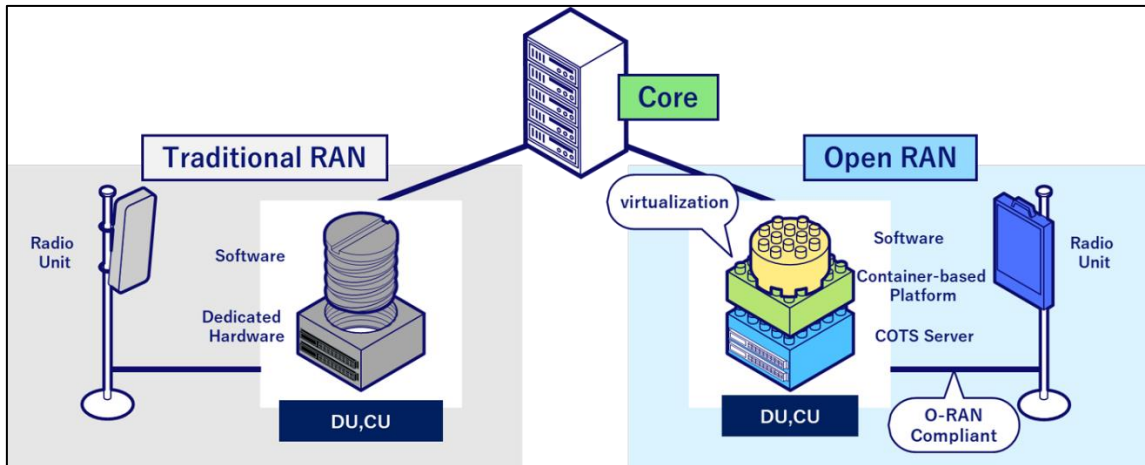 Core
Traditional RAN
Open RAN
virtualization
Radio
Unit
Software
Dedicated
Hardware
DU,CU
Software
Container-based
Platform
COTS Server
DU,CU
Radio
Unit
O-RAN
Compliant